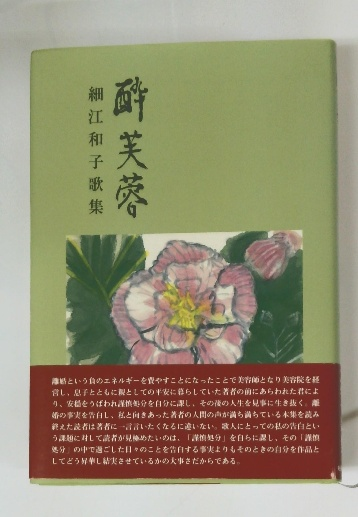 酔芙蓉
細江和子歌集
離婚という負のエネルギーを費やすことになったことで美容師となり美容院を経
営し、息子とともに親としての平安に暮らしていた著者の前にあらわれた君によ
り、安穏をうばわれ謹慎処分を自分に課し、その後の人生を見事に生き抜く。離
婚の事実を告白し、私と向きあった著者の人間の声が満ち満ちている本集を読み
終えた読者は著者に一言言いたくなるに違いない。歌人にとっての私の告白とい
う課題に対して読者が見極めたいのは、「謹慎処分」を自らに課し、その「謹慎
処分」の中で過ごした日々のことを告白する事実よりもそのときの自分を作品と
してどう昇華し結実させているかの大事さだからである。